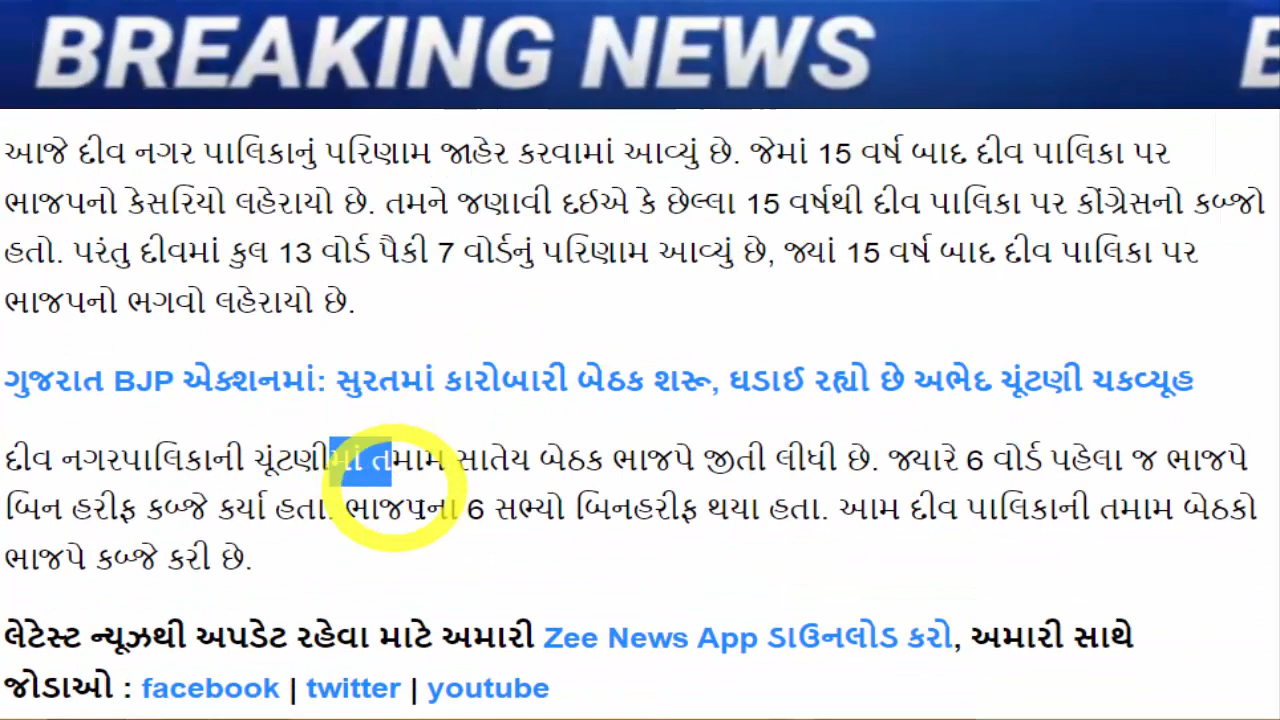 BREAKING NEWS
આજે દીવ નગર પાલિકાનું પરિણામ જાહેર કરવામાં આવ્યું છે. જેમાં 15 વર્ષ બાદ દીવ પાલિકા પર
ભાજપનો કેસરિયો લહેરાયો છે. તમને જણાવી દઈએ કે છેલ્લા 15 વર્ષથી દીવ પાલિકા પર કોંગ્રેસનો કબ્જો
હતો. પરંતુ દીવમાં કુલ 13 વોર્ડ પૈકી 7 વોર્ડનું પરિણામ આવ્યું છે, જ્યાં 15 વર્ષ બાદ દીવ પાલિકા પર
ભાજપનો ભગવો લહેરાયો છે.
ગુજરાત BJP એક્શનમાં: સુરતમાં કારોબારી બેઠક શરૂ, ઘડાઈ રહ્યો છે અભેદ ચૂંટણી ચક્વ્યૂહ
દીવ નગરપાલિકાની ચૂંટણીમાં તમામ સાતેય બેઠક ભાજપે જીતી લીધી છે. જ્યારે 6 વોર્ડ પહેલા જ ભાજપે
બિન હરીફ કબ્જે કર્યા હતા. ભાજપના 6 સભ્યો બિનહરીફ થયા હતા. આમ દીવ પાલિકાની તમામ બેઠકો
ભાજપે કબ્જે કરી છે.
લેટેસ્ટ ન્યૂઝથી અપડેટ રહેવા માટે અમારી Zee News App ડાઉનલોડ કરો, અમારી સાથે
જોડાઓ : facebook | twitter | youtube